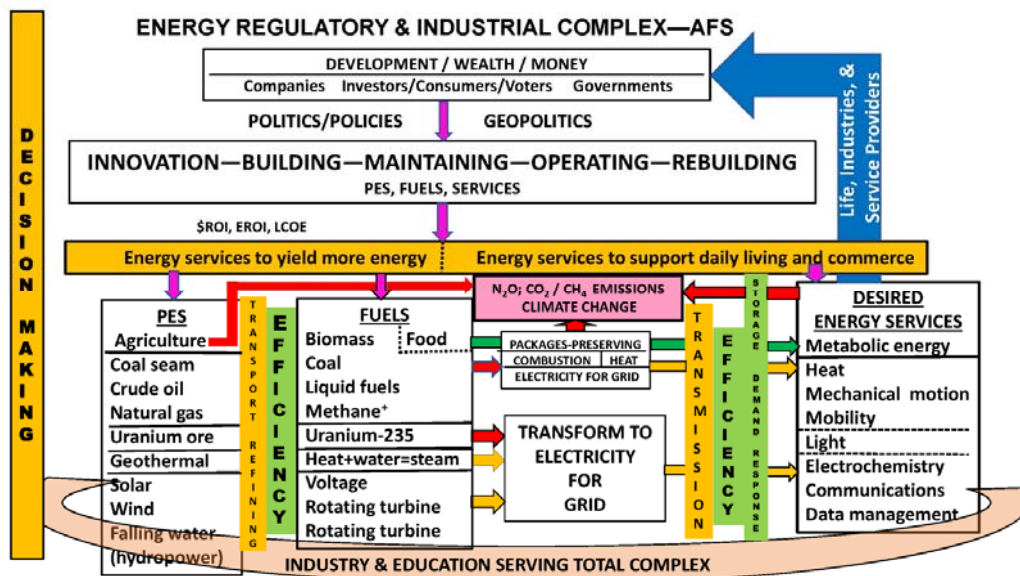 ENERGY REGULATORY & INDUSTRIAL COMPLEX—AFS
DEVELOPMENT / WEALTH / MONEY
Companies Investors/Consumers/Voters Governments
POLITICS/POLICIES GEOPOLITICS
INNOVATION—BUILDING—MAINTAINING—OPERATING—REBUILDING
PES, FUELS, SERVICES
$ROI, EROI, LCOE
Energy services to yield more energy
Energy services to support daily living and commerce
DECISION MAKING
Life, Industries, &
Service Providers
PES
Agriculture
Coal seam
Crude oil
Natural gas
Uranium ore
Geothermal
Solar
Wind
Falling water
(hydropower)
TRANSPORT REFINING
EFFICIENCY
FUELS
Biomass
Food
Coal
Liquid fuels
Methane⁺
Uranium-235
Heat+water=steam
Voltage
Rotating turbine
Rotating turbine
N₂O; CO₂ / CH₄ EMISSIONS
CLIMATE CHANGE
PACKAGES-PRESERVING
COMBUSTION HEAT
ELECTRICITY FOR GRID
TRANSFORM TO
ELECTRICITY
FOR
GRID
TRANSMISSION
EFFICIENCY
STORAGE DEMAND RESPONSE
DESIRED
ENERGY SERVICES
Metabolic energy
Heat
Mechanical motion
Mobility
Light
Electrochemistry
Communications
Data management
INDUSTRY & EDUCATION SERVING TOTAL COMPLEX